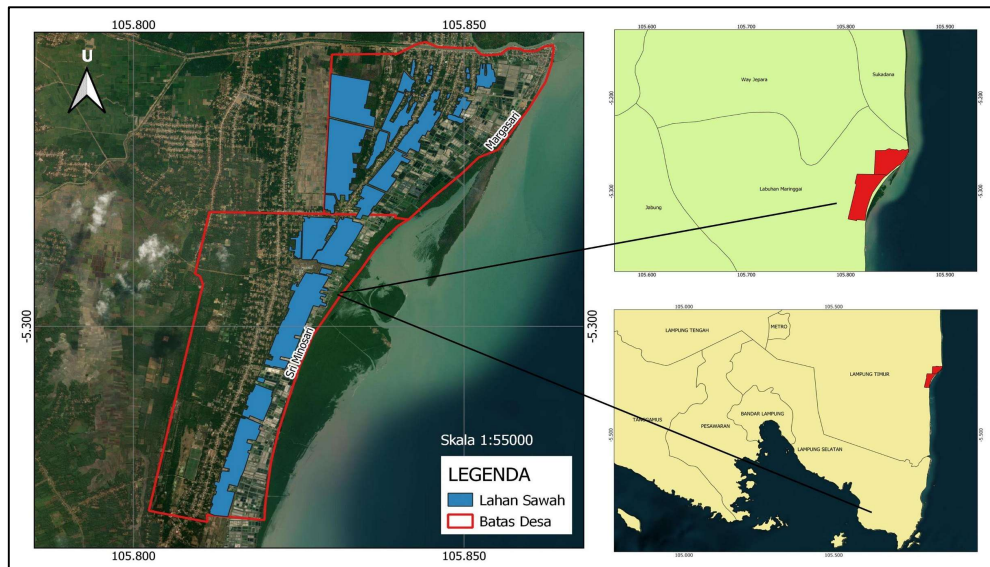 105.800
105.850
U
Margasari
-5.300
-5.300
Sri Minosari
Skala 1:55000
LEGENDA
Lahan Sawah
Batas Desa
105.800
105.850
105.600
105.700
105.800
105.900
Way Jepara
Sukadana
-5.200
-5.200
Labuhan Maringgai
-5.300
-5.300
Jabung
105.600
105.700
105.800
105.900
105.000
105.500
LAMPUNG TENGAH
METRO
LAMPUNG TIMUR
BANDAR LAMPUNG
TANGGAMUS
PESAWARAN
-5.500
-5.500
LAMPUNG SELATAN
105.000
105.500